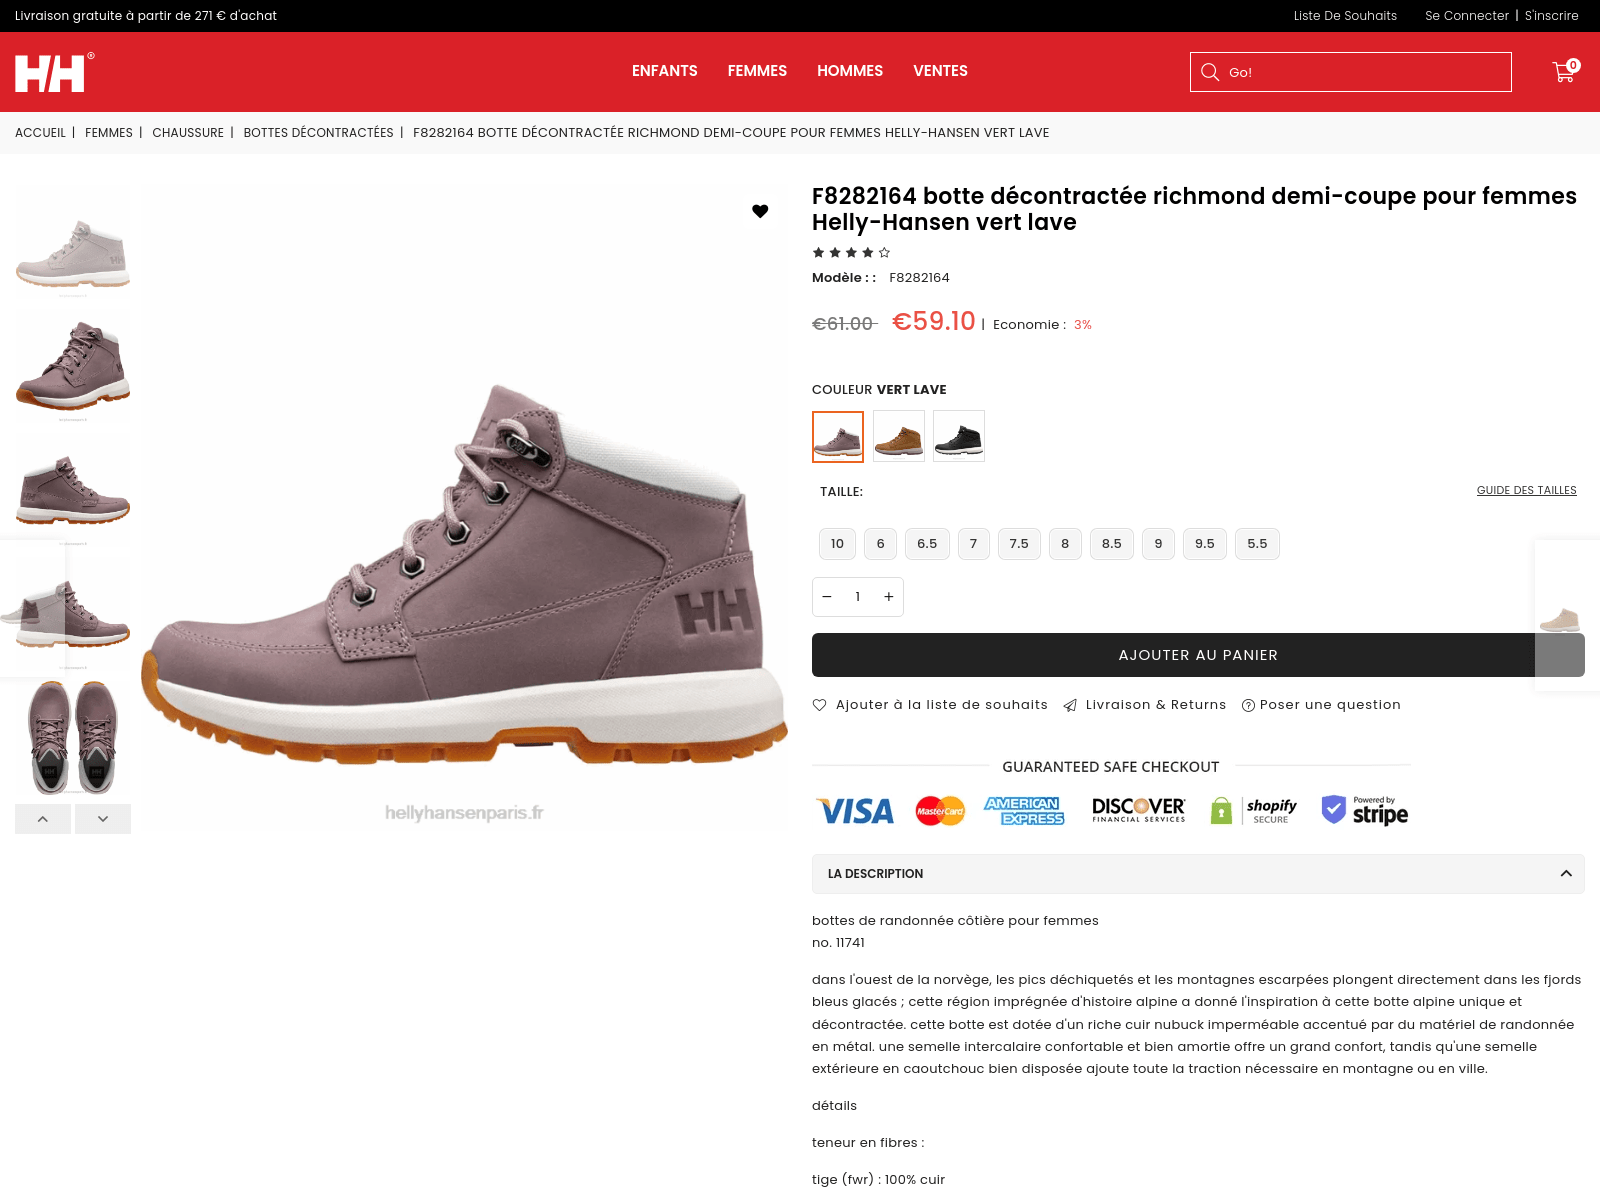 Livraison gratuite à partir de 271 € d'achat
Liste De Souhaits
Se Connecter | S'inscrire
HH®
ENFANTS FEMMES HOMMES VENTES
Go!
0
ACCUEIL | FEMMES | CHAUSSURE | BOTTES DÉCONTRACTÉES | F8282164 BOTTE DÉCONTRACTÉE RICHMOND DEMI-COUPE POUR FEMMES HELLY-HANSEN VERT LAVE
HH
hellyhansenparis.fr
F8282164 botte décontractée richmond demi-coupe pour femmes
Helly-Hansen vert lave
Modèle : : F8282164
€61.00 €59.10 | Economie : 3%
COULEUR VERT LAVE
TAILLE:
GUIDE DES TAILLES
10 6 6.5 7 7.5 8 8.5 9 9.5 5.5
− 1 +
AJOUTER AU PANIER
Ajouter à la liste de souhaits Livraison & Returns Poser une question
GUARANTEED SAFE CHECKOUT
VISA MasterCard AMERICAN EXPRESS DISCOVER FINANCIAL SERVICES shopify SECURE Powered by stripe
LA DESCRIPTION
bottes de randonnée côtière pour femmes
no. 11741
dans l'ouest de la norvège, les pics déchiquetés et les montagnes escarpées plongent directement dans les fjords
bleus glacés ; cette région imprégnée d'histoire alpine a donné l'inspiration à cette botte alpine unique et
décontractée. cette botte est dotée d'un riche cuir nubuck imperméable accentué par du matériel de randonnée
en métal. une semelle intercalaire confortable et bien amortie offre un grand confort, tandis qu'une semelle
extérieure en caoutchouc bien disposée ajoute toute la traction nécessaire en montagne ou en ville.
détails
teneur en fibres :
tige (fwr) : 100% cuir